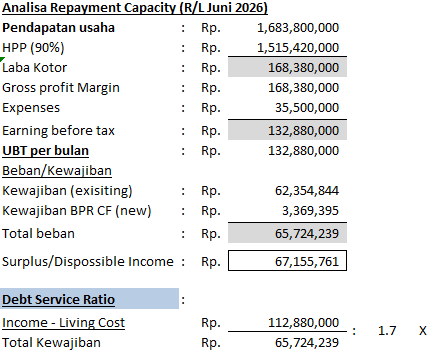 Analisa Repayment Capacity (R/L Juni 2026)
Pendapatan usaha : Rp. 1,683,800,000
HPP (90%) : Rp. 1,515,420,000
Laba Kotor : Rp. 168,380,000
Gross profit Margin : Rp. 168,380,000
Expenses : Rp. 35,500,000
Earning before tax : Rp. 132,880,000
UBT per bulan : Rp. 132,880,000
Beban/Kewajiban
Kewajiban (exisiting) : Rp. 62,354,844
Kewajiban BPR CF (new) : Rp. 3,369,395
Total beban : Rp. 65,724,239
Surplus/Dispossible Income : Rp. 67,155,761
Debt Service Ratio :
Income - Living Cost Rp. 112,880,000 : 1.7 X
Total Kewajiban Rp. 65,724,239